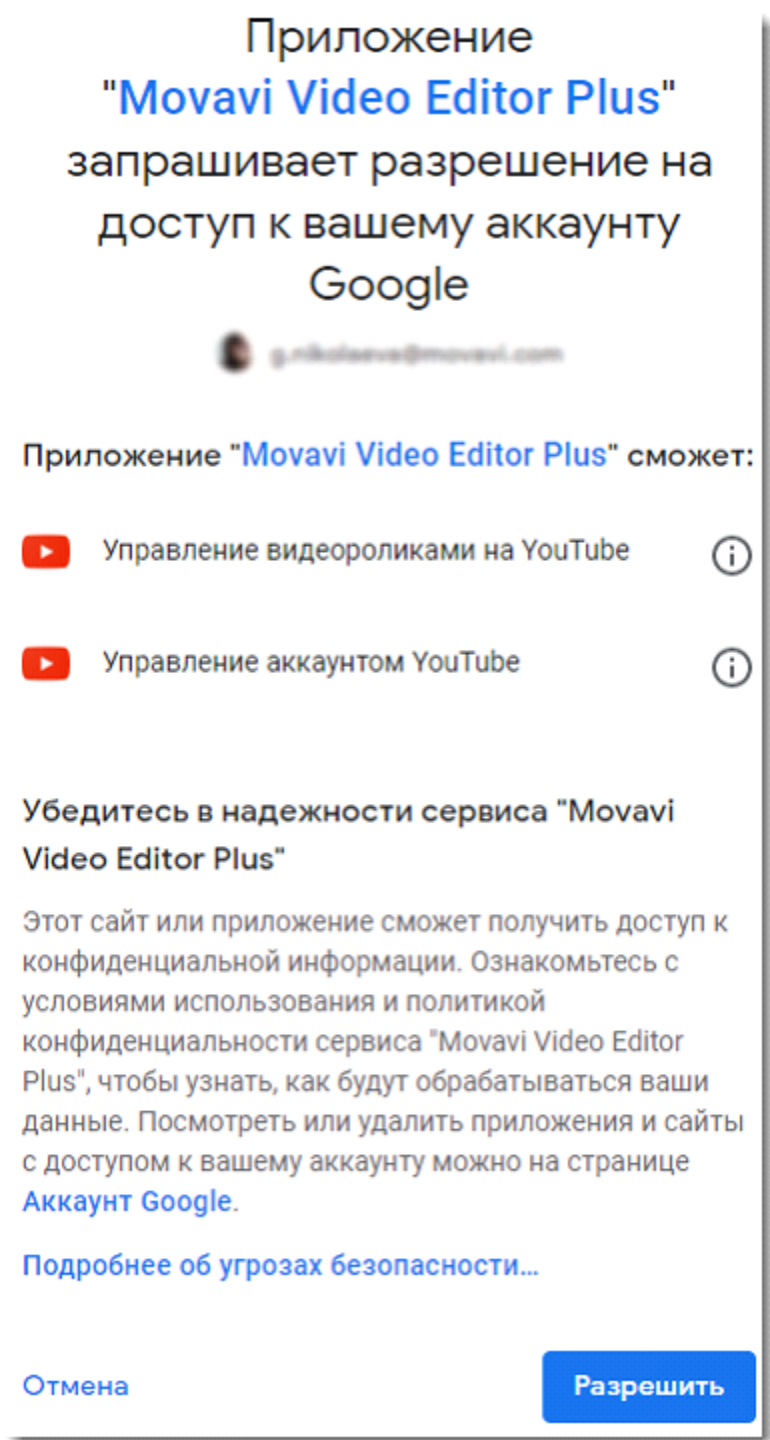 Приложение
"Movavi Video Editor Plus"
запрашивает разрешение на
доступ к вашему аккаунту
Google
Приложение "Movavi Video Editor Plus" сможет:
Управление видеороликами на YouTube
Управление аккаунтом YouTube
Убедитесь в надежности сервиса "Movavi
Video Editor Plus"
Этот сайт или приложение сможет получить доступ к
конфиденциальной информации. Ознакомьтесь с
условиями использования и политикой
конфиденциальности сервиса "Movavi Video Editor
Plus", чтобы узнать, как будут обрабатываться ваши
данные. Посмотреть или удалить приложения и сайты
с доступом к вашему аккаунту можно на странице
Аккаунт Google.
Подробнее об угрозах безопасности...
Отмена
Разрешить